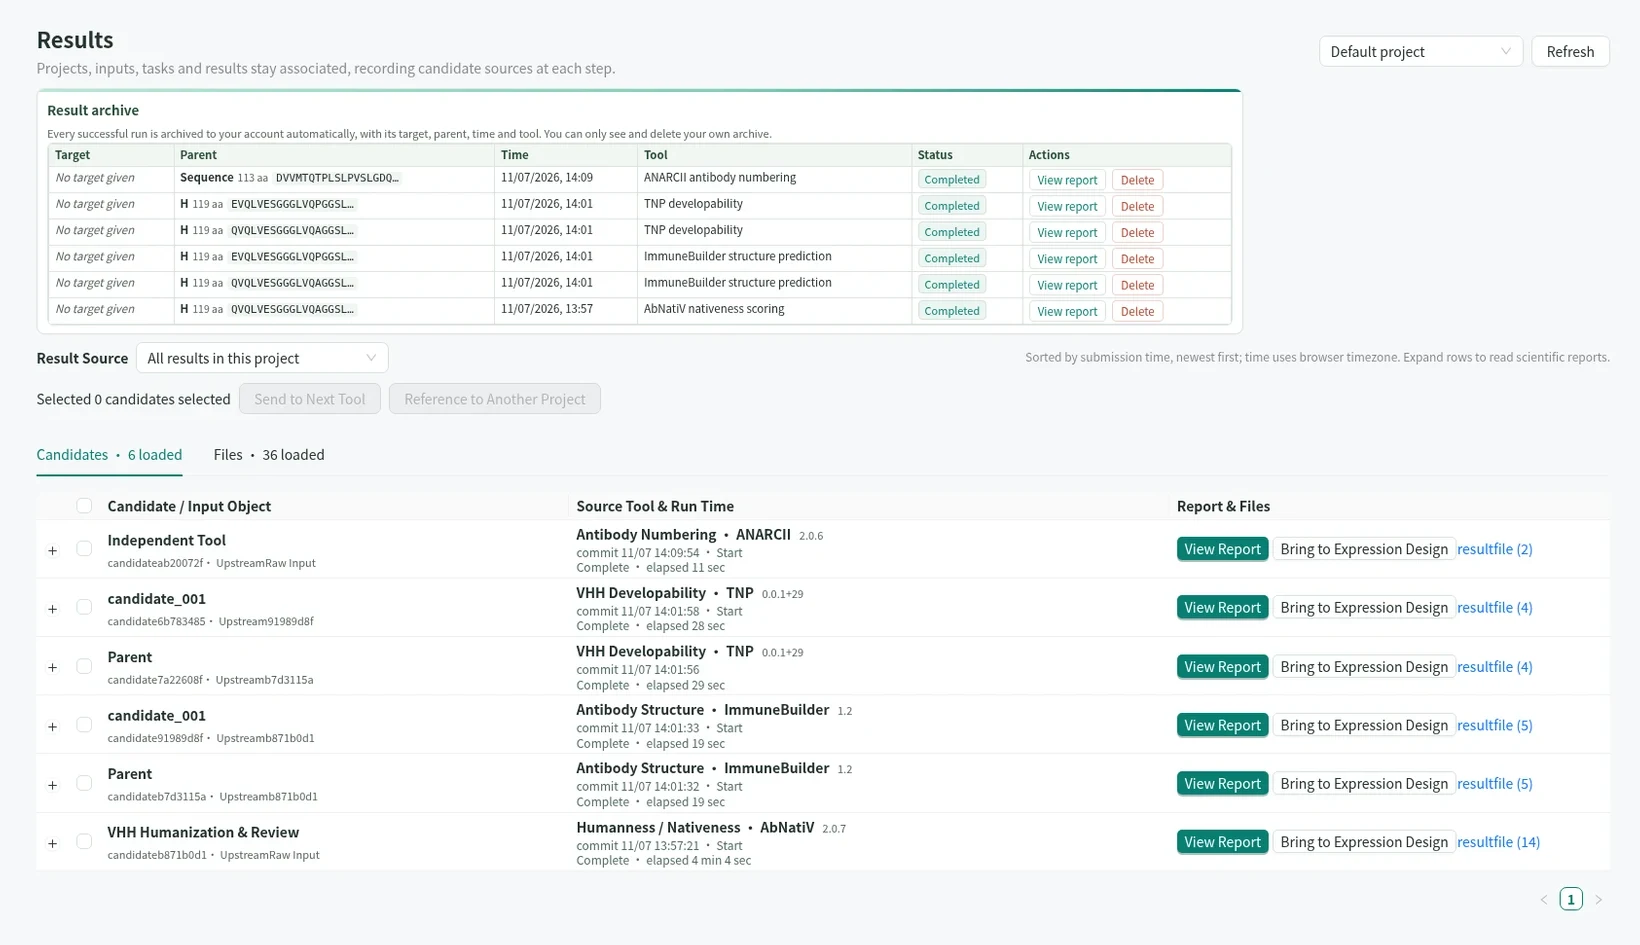 Results
Projects, inputs, tasks and results stay associated, recording candidate sources at each step.
Default project
Refresh
Result archive
Every successful run is archived to your account automatically, with its target, parent, time and tool. You can only see and delete your own archive.
Target Parent Time Tool Status Actions
No target given Sequence 113 aa DVVMTQTPLSLPVSLGDQ… 11/07/2026, 14:09 ANARCII antibody numbering Completed View report Delete
No target given H 119 aa EVQLVESGGGLVQPGGSL… 11/07/2026, 14:01 TNP developability Completed View report Delete
No target given H 119 aa QVQLVESGGGLVQAGGSL… 11/07/2026, 14:01 TNP developability Completed View report Delete
No target given H 119 aa EVQLVESGGGLVQPGGSL… 11/07/2026, 14:01 ImmuneBuilder structure prediction Completed View report Delete
No target given H 119 aa QVQLVESGGGLVQAGGSL… 11/07/2026, 14:01 ImmuneBuilder structure prediction Completed View report Delete
No target given H 119 aa QVQLVESGGGLVQAGGSL… 11/07/2026, 13:57 AbNatiV nativeness scoring Completed View report Delete
Result Source All results in this project
Sorted by submission time, newest first; time uses browser timezone. Expand rows to read scientific reports.
Selected 0 candidates selected Send to Next Tool Reference to Another Project
Candidates • 6 loaded Files • 36 loaded
Candidate / Input Object Source Tool & Run Time Report & Files
Independent Tool
candidateab20072f • UpstreamRaw Input
Antibody Numbering • ANARCII 2.0.6
commit 11/07 14:09:54 • Start
Complete • elapsed 11 sec
View Report Bring to Expression Design resultfile (2)
candidate_001
candidate6b783485 • Upstream91989d8f
VHH Developability • TNP 0.0.1+29
commit 11/07 14:01:58 • Start
Complete • elapsed 28 sec
View Report Bring to Expression Design resultfile (4)
Parent
candidate7a22608f • Upstreamb7d3115a
VHH Developability • TNP 0.0.1+29
commit 11/07 14:01:56
Complete • elapsed 29 sec
View Report Bring to Expression Design resultfile (4)
candidate_001
candidate91989d8f • Upstreamb871b0d1
Antibody Structure • ImmuneBuilder 1.2
commit 11/07 14:01:33 • Start
Complete • elapsed 19 sec
View Report Bring to Expression Design resultfile (5)
Parent
candidateb7d3115a • Upstreamb871b0d1
Antibody Structure • ImmuneBuilder 1.2
commit 11/07 14:01:32 • Start
Complete • elapsed 19 sec
View Report Bring to Expression Design resultfile (5)
VHH Humanization & Review
candidateb871b0d1 • UpstreamRaw Input
Humanness / Nativeness • AbNatiV 2.0.7
commit 11/07 13:57:21 • Start
Complete • elapsed 4 min 4 sec
View Report Bring to Expression Design resultfile (14)
< 1 >